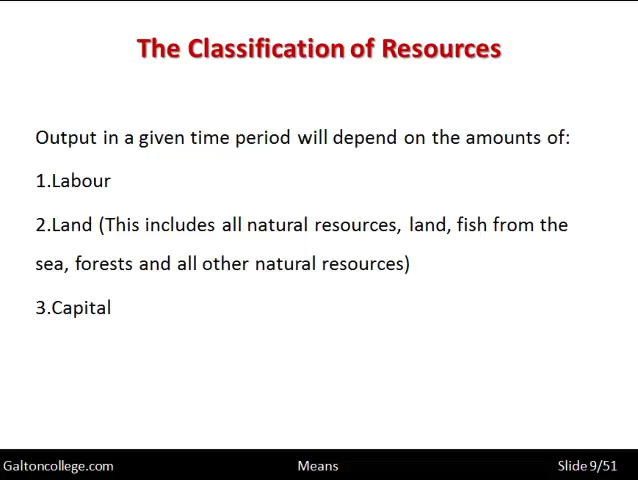 The Classification of Resources
Output in a given time period will depend on the amounts of:
1.Labour
2.Land (This includes all natural resources, land, fish from the
sea, forests and all other natural resources)
3.Capital
Galtoncollege.com Means Slide 9/51